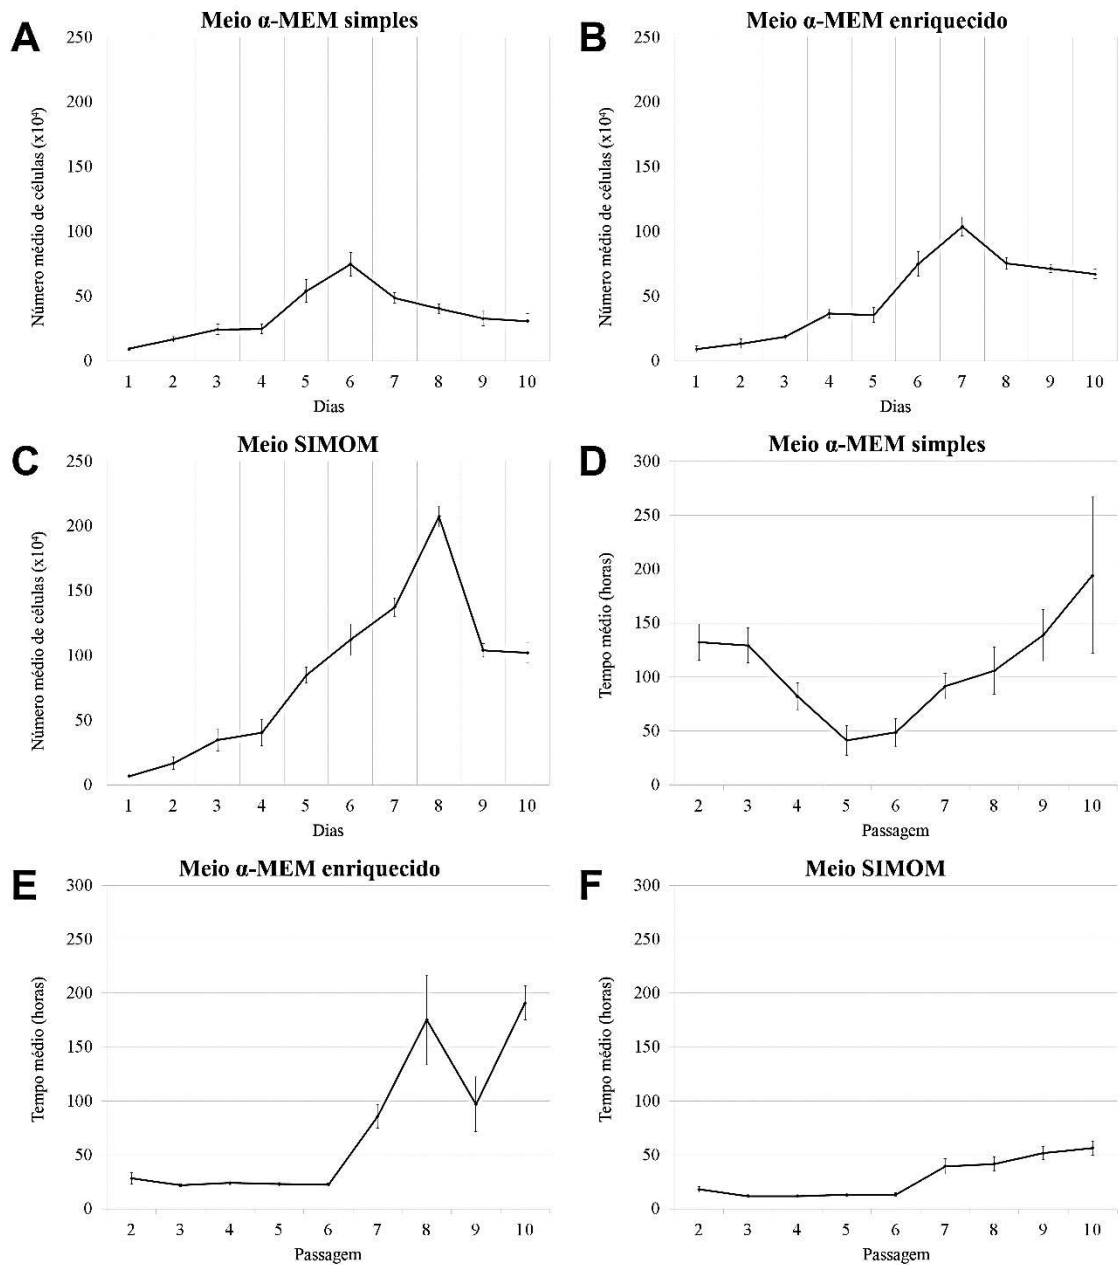 A
Meio α-MEM simples
Número médio de células (x10⁴)
250
200
150
100
50
0
1 2 3 4 5 6 7 8 9 10
Dias
B
Meio α-MEM enriquecido
Número médio de células (x10⁴)
250
200
150
100
50
0
1 2 3 4 5 6 7 8 9 10
Dias
C
Meio SIMOM
Número médio de células (x10⁴)
250
200
150
100
50
0
1 2 3 4 5 6 7 8 9 10
Dias
D
Meio α-MEM simples
Tempo médio (horas)
300
250
200
150
100
50
0
2 3 4 5 6 7 8 9 10
Passagem
E
Meio α-MEM enriquecido
Tempo médio (horas)
300
250
200
150
100
50
0
2 3 4 5 6 7 8 9 10
Passagem
F
Meio SIMOM
Tempo médio (horas)
300
250
200
150
100
50
0
2 3 4 5 6 7 8 9 10
Passagem